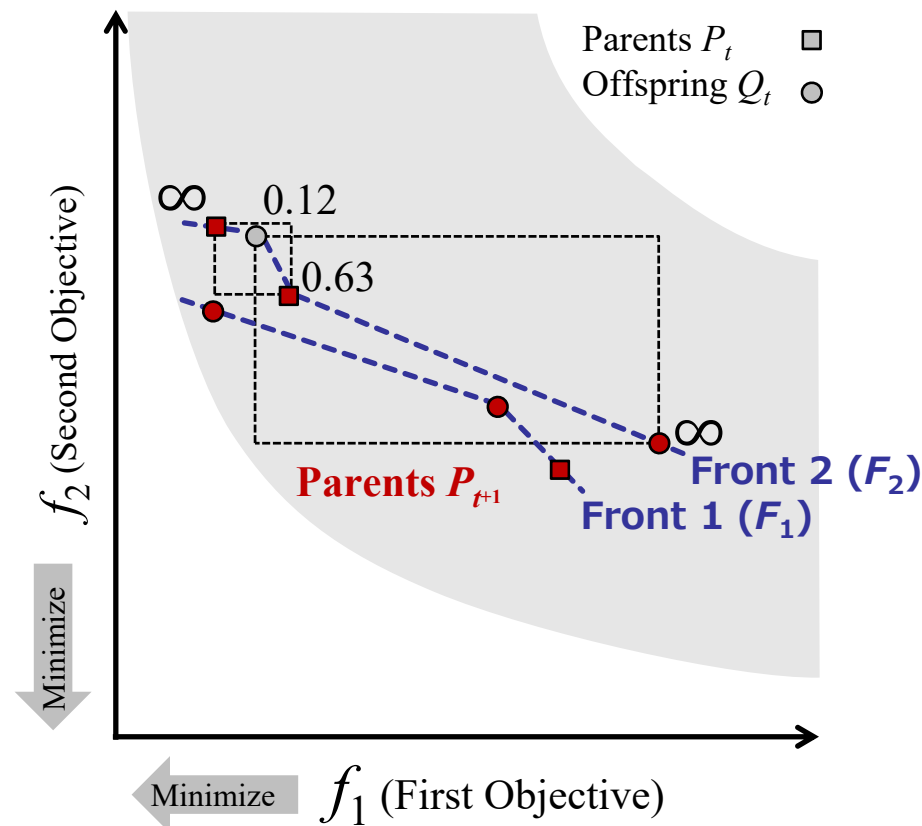 Parents P_t
Offspring Q_t
∞
0.12
0.63
∞
Parents P_{t+1}
Front 2 (F_2)
Front 1 (F_1)
f_2 (Second Objective)
Minimize
Minimize
f_1 (First Objective)